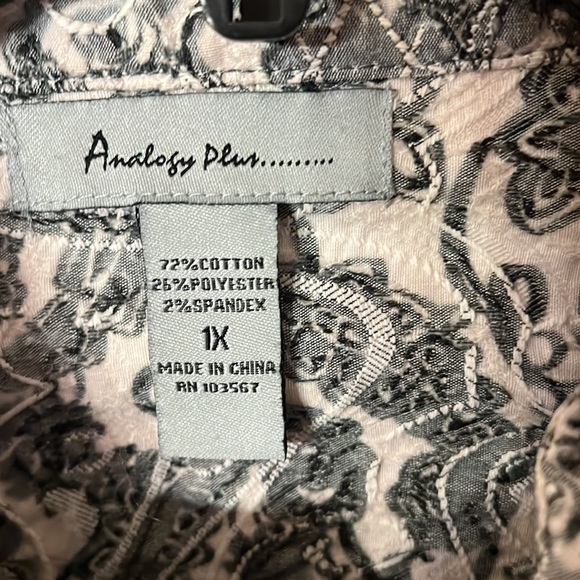 Analogy Plus.........
72%COTTON
26%POLYESTER
2%SPANDEX
1X
MADE IN CHINA
RN 103567